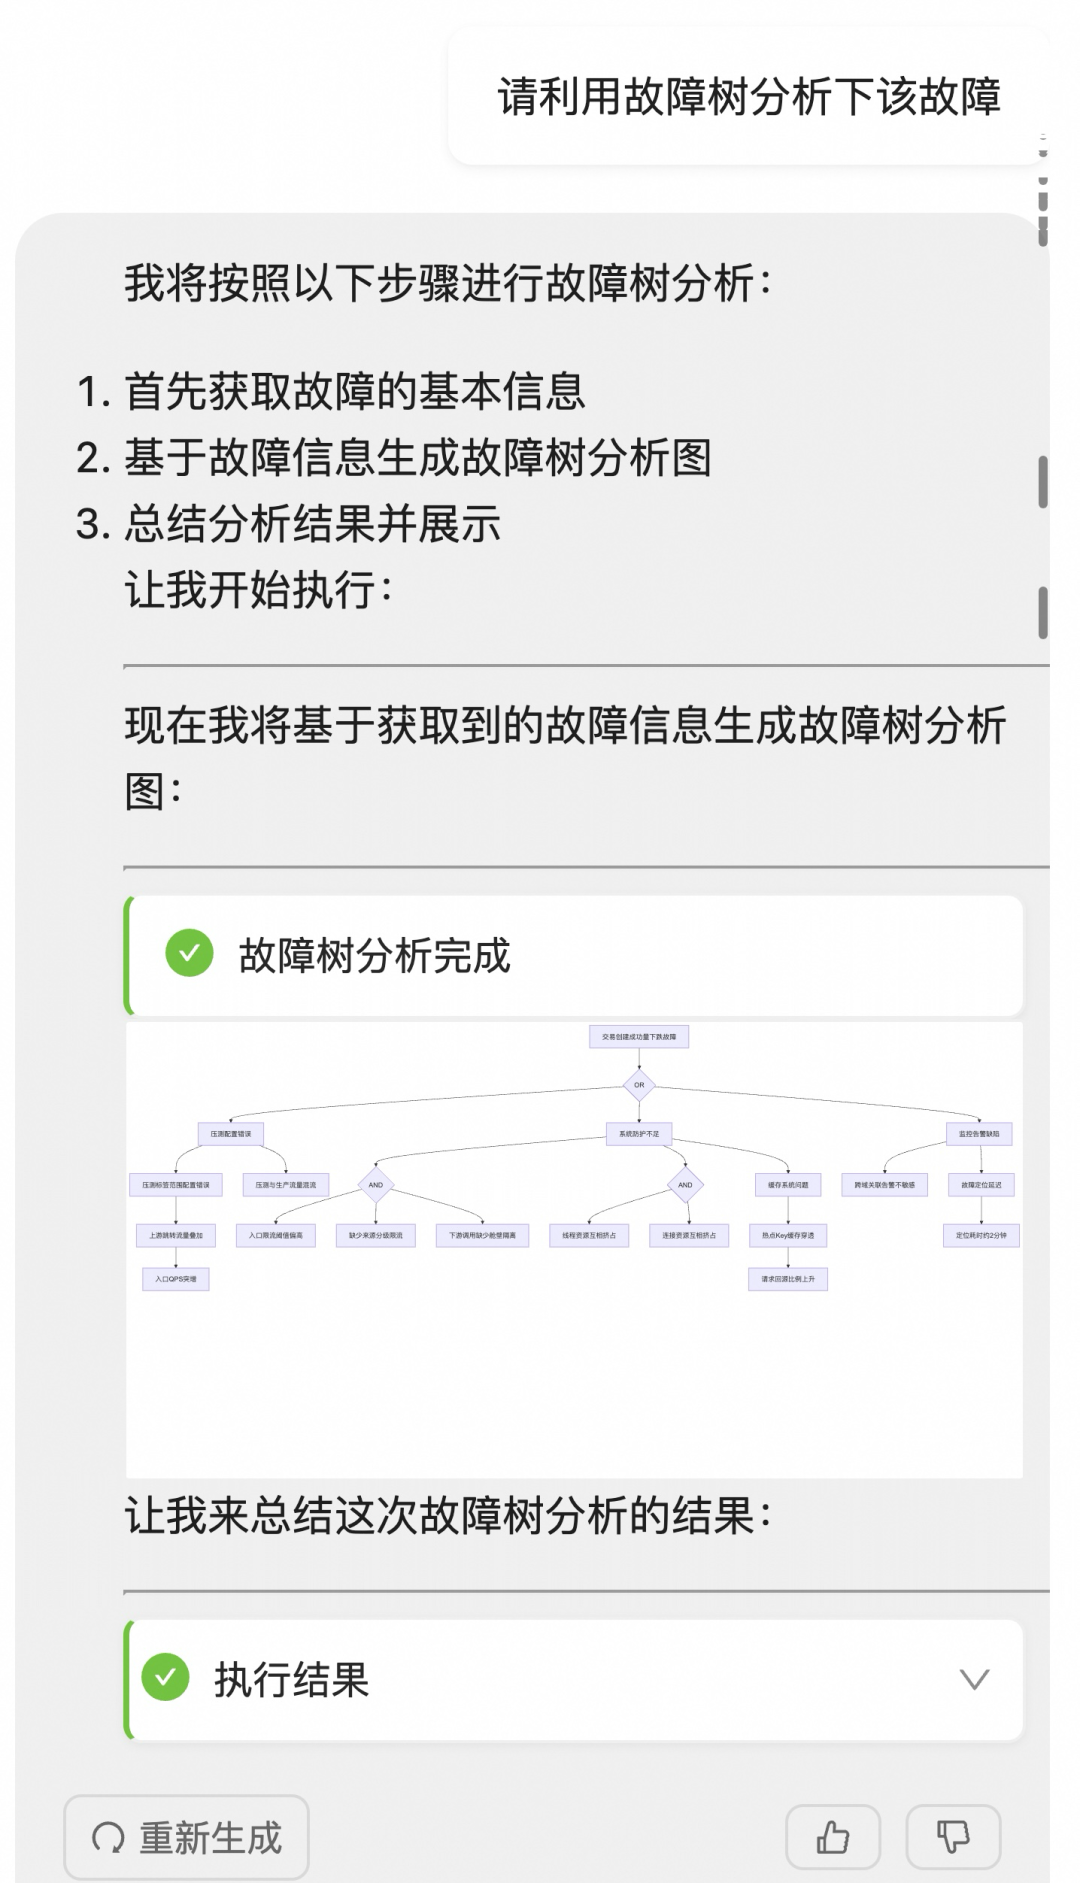 请利用故障树分析下该故障
我将按照以下步骤进行故障树分析：
1. 首先获取故障的基本信息
2. 基于故障信息生成故障树分析图
3. 总结分析结果并展示
让我开始执行：
现在我将基于获取到的故障信息生成故障树分析
图：
故障树分析完成
交易创建成功量下跌故障
OR
压测配置错误
系统防护不足
监控告警缺陷
压测标签范围配置错误
压测与生产流量混流
AND
AND
缓存系统问题
跨域关联告警不敏感
故障定位延迟
上游跳转流量叠加
入口限流阈值偏高
缺少来源分级限流
下游调用缺少舱壁隔离
线程资源互相挤占
连接资源互相挤占
热点Key缓存穿透
定位耗时约2分钟
入口QPS突增
请求回源比例上升
让我来总结这次故障树分析的结果：
执行结果
重新生成